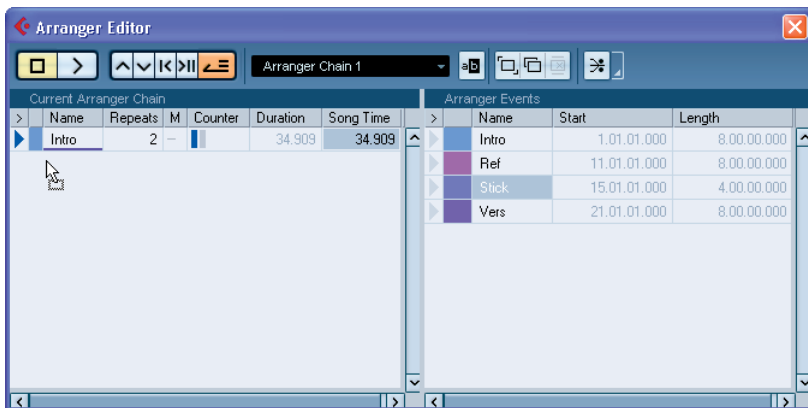 Arranger Editor
Arranger Chain 1
ab
Current Arranger Chain
> Name Repeats M Counter Duration Song Time
Intro 2 – 34.909 34.909
Arranger Events
> Name Start Length
Intro 1.01.01.000 8.00.00.000
Ref 11.01.01.000 8.00.00.000
Stick 15.01.01.000 4.00.00.000
Vers 21.01.01.000 8.00.00.000